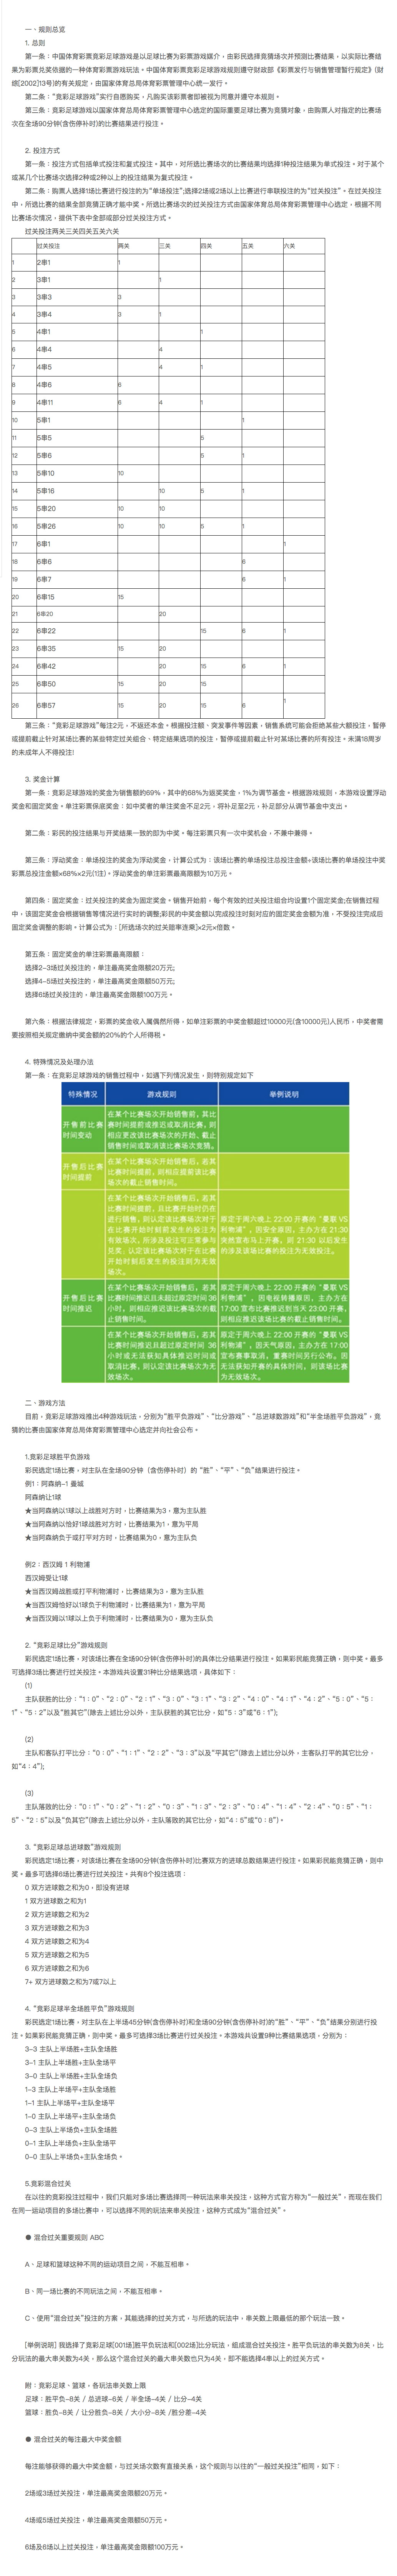 一、规则总览
1. 总则
第一条：中国体育彩票竞彩足球游戏是以足球比赛为彩票游戏媒介，由彩民选择竞猜场次并预测比赛结果，以实际比赛结
果为彩票兑奖依据的一种体育彩票游戏玩法。中国体育彩票竞彩足球游戏规则遵守财政部《彩票发行与销售管理暂行规定》(财
综[2002]13号)的有关规定，由国家体育总局体育彩票管理中心统一发行。
第二条："竞彩足球游戏"实行自愿购买，凡购买该彩票者即被视为同意并遵守本规则。
第三条：竞彩足球游戏以国家体育总局体育彩票管理中心选定的国际重要足球比赛为竞猜对象，由购票人对指定的比赛场
次在全场90分钟(含伤停补时)的比赛结果进行投注。
2. 投注方式
第一条：投注方式包括单式投注和复式投注。其中，对所选比赛场次的比赛结果均选择1种投注结果为单式投注。对于某个
或某几个比赛场次选择2种或2种以上的投注结果为复式投注。
第二条：购票人选择1场比赛进行投注的为"单场投注";选择2场或2场以上比赛进行串联投注的为"过关投注"。在过关投注
中，所选比赛的结果全部竞猜正确才能中奖。所选比赛场次的过关投注方式由国家体育总局体育彩票管理中心选定，根据不同
比赛场次情况，提供下表中全部或部分过关投注方式。
过关投注两关三关四关五关六关
过关投注 两关 三关 四关 五关 六关
1 2串1 1
2 3串1 1
3 3串3 3
4 3串4 3 1
5 4串1 1
6 4串4 4
7 4串5 4 1
8 4串6 6
9 4串11 6 4 1
10 5串1 1
11 5串5 5
12 5串6 5 1
13 5串10 10
14 5串16 10 5 1
15 5串20 10 10
16 5串26 10 10 5 1
17 6串1 1
18 6串6 6
19 6串7 6 1
20 6串15 15
21 6串20 20
22 6串22 15 6 1
23 6串35 15 20
24 6串42 20 15 6 1
25 6串50 15 20 15
26 6串57 15 20 15 6 1
第三条："竞彩足球游戏"每注2元，不返还本金。根据投注额、突发事件等因素，销售系统可能会拒绝某些大额投注，暂停
或提前截止针对某场比赛的某些特定过关组合、特定结果选项的投注，暂停或提前截止针对某场比赛的所有投注。未满18周岁
的未成年人不得投注!
3. 奖金计算
第一条：竞彩足球游戏的奖金为销售额的69%，其中的68%为返奖奖金，1%为调节基金。根据游戏规则，本游戏设置浮动
奖金和固定奖金。单注彩票保底奖金：如中奖者的单注奖金不足2元，将补足至2元，补足部分从调节基金中支出。
第二条：彩民的投注结果与开奖结果一致的即为中奖。每注彩票只有一次中奖机会，不兼中兼得。
第三条：浮动奖金：单场投注的奖金为浮动奖金，计算公式为：该场比赛的单场投注总投注金额÷该场比赛的单场投注中奖
彩票总投注金额×68%×2元(1注)。浮动奖金的单注彩票最高限额为10万元。
第四条：固定奖金：过关投注的奖金为固定奖金。销售开始前，每个有效的过关投注组合均设置1个固定奖金;在销售过程
中，该固定奖金会根据销售等情况进行实时的调整;彩民的中奖金额以完成投注时刻对应的固定奖金金额为准，不受投注完成后
固定奖金调整的影响。计算公式为：[所选场次的过关赔率连乘]×2元×倍数。
第五条：固定奖金的单注彩票最高限额：
选择2-3场过关投注的，单注最高奖金限额20万元;
选择4-5场过关投注的，单注最高奖金限额50万元;
选择6场过关投注的，单注最高奖金限额100万元。
第六条：根据法律规定，彩票的奖金收入属偶然所得，如单注彩票的中奖金额超过10000元(含10000元)人民币，中奖者需
要按照相关规定缴纳中奖金额的20%的个人所得税。
4. 特殊情况及处理办法
第一条：在竞彩足球游戏的销售过程中，如遇下列情况发生，则特别规定如下
特殊情况 游戏规则 举例说明
开售前比赛
时间变动
在某个比赛场次开始销售前，其比
赛时间提前或推迟或取消比赛，则
相应更改该比赛场次的开始、截止
销售时间或取消该比赛场次竞猜。
开售后比赛
时间提前
在某个比赛场次开始销售后，若其
比赛时间提前，则相应提前该比赛
场次的截止销售时间。
在某个比赛场次开始销售后，若其
比赛时间提前，且比赛开始时仍在
进行销售，则认定该场次对于
在比赛开始时刻前发生的投注为
有效场次，所涉及投注可正常参与
兑奖，认定该比赛场次对于在比赛
开始时刻后发生的投注则为无效
场次。
原定于周六晚上 22:00 开赛的"曼联 VS
利物浦"，因安全原因，主办方在 21:30
突然宣布马上开赛，则 21:30 以后发生
的涉及该场比赛的投注为无效投注。
开售后比赛
时间推迟
在某个比赛场次开始销售后，若其
比赛时间推迟且未超过原定时间 36
小时，则相应推迟该比赛场次的截
止销售时间。
原定于周六晚上 22:00 开赛的"曼联 VS
利物浦"，因电视转播原因，主办方在
17:00 宣布比赛推迟到当天 23:00 开赛，
则相应推迟该场比赛的截止销售时间。
在某个比赛场次开始销售后，若其
比赛时间推迟且超过原定时间 36
小时或无法获知具体推迟时间或
取消比赛，则认定该比赛场次为无
效场次。
原定于周六晚上 22:00 开赛的"曼联 VS
利物浦"，因天气原因，主办方在 17:00
宣布赛事取消，重赛时间另行公布。因
无法获知开赛的具体时间，则该场比赛
为无效场次。
二、游戏方法
目前，竞彩足球游戏推出4种游戏玩法，分别为"胜平负游戏"、"比分游戏"、"总进球数游戏"和"半全场胜平负游戏"，竞
猜的比赛由国家体育总局体育彩票管理中心选定并向社会公布。
1.竞彩足球胜平负游戏
彩民选定1场比赛，对主队在全场90分钟（含伤停补时）的 "胜"、"平"、"负"结果进行投注。
例1：阿森纳-1 曼城
阿森纳让1球
★当阿森纳以1球以上战胜对方时，比赛结果为3，意为主队胜
★当阿森纳以恰好1球战胜对方时，比赛结果为1，意为平局
★当阿森纳负于或打平对方时，比赛结果为0，意为主队负
例2：西汉姆 1 利物浦
西汉姆受让1球
★当西汉姆战胜或打平利物浦时，比赛结果为3，意为主队胜
★当西汉姆恰好以1球负于利物浦时，比赛结果为1，意为平局
★当西汉姆以1球以上负于利物浦时，比赛结果为0，意为主队负
2. "竞彩足球比分"游戏规则
彩民选定1场比赛，对该场比赛在全场90分钟(含伤停补时)的具体比分结果进行投注。如果彩民能竞猜正确，则中奖。最多
可选择3场比赛进行过关投注。本游戏共设置31种比分结果选项，具体如下：
(1)
主队获胜的比分："1：0"、"2：0"、"2：1"、"3：0"、"3：1"、"3：2"、"4：0"、"4：1"、"4：2"、"5：0"、"5：
1"、"5：2"以及"胜其它"(除去上述比分以外，主队获胜的其它比分，如"5：3"或"6：1");
(2)
主队和客队打平比分："0：0"、"1：1"、"2：2"、"3：3"以及"平其它"(除去上述比分以外，主客队打平的其它比分，
如"4：4");
(3)
主队落败的比分："0：1"、"0：2"、"1：2"、"0：3"、"1：3"、"2：3"、"0：4"、"1：4"、"2：4"、"0：5"、"1：
5"、"2：5"以及"负其它"(除去上述比分以外，主队落败的其它比分，如"4：5"或"0：8")。
3. "竞彩足球总进球数"游戏规则
彩民选定1场比赛，对该场比赛在全场90分钟(含伤停补时)比赛双方的进球总数结果进行投注。如果彩民能竞猜正确，则中
奖。最多可选择6场比赛进行过关投注。共有8个投注选项：
0 双方进球数之和为0，即没有进球
1 双方进球数之和为1
2 双方进球数之和为2
3 双方进球数之和为3
4 双方进球数之和为4
5 双方进球数之和为5
6 双方进球数之和为6
7+ 双方进球数之和为7或7以上
4. "竞彩足球半全场胜平负"游戏规则
彩民选定1场比赛，对主队在上半场45分钟(含伤停补时)和全场90分钟(含伤停补时)的"胜"、"平"、"负"结果分别进行投
注。如果彩民能竞猜正确，则中奖。最多可选择3场比赛进行过关投注。本游戏共设置9种比赛结果选项，分别为：
3-3 主队上半场胜+主队全场胜
3-1 主队上半场胜+主队全场平
3-0 主队上半场胜+主队全场负
1-3 主队上半场平+主队全场胜
1-1 主队上半场平+主队全场平
1-0 主队上半场平+主队全场负
0-3 主队上半场负+主队全场胜
0-1 主队上半场负+主队全场平
0-0 主队上半场负+主队全场负。
5.竞彩混合过关
在以往的竞彩投注过程中，我们只能对多场比赛选择同一种玩法来串关投注，这种方式官方称为"一般过关"，而现在我们
在同一运动项目的多场比赛中，可以选择不同的玩法来串关投注，这种方式成为"混合过关"。
● 混合过关重要规则 ABC
A、足球和篮球这种不同的运动项目之间，不能互相串。
B、同一场比赛的不同玩法之间，不能互相串。
C、使用"混合过关"投注的方案，其能选择的过关方式，与所选的玩法中，串关数上限最低的那个玩法一致。
[举例说明] 我选择了竞彩足球[001场]胜平负玩法和[002场]比分玩法，组成混合过关投注。胜平负玩法的串关数为8关，比
分玩法的最大串关数为4关，那么这个混合过关的最大串关数也只为4关，即不能选择4串以上的过关方式。
附：竞彩足球、篮球，各玩法串关数上限
足球：胜平负-8关 / 总进球-6关 / 半全场-4关 / 比分-4关
篮球：胜负-8关 / 让分胜负-8关 / 大小分-8关 /胜分差-4关
● 混合过关的每注最大中奖金额
每注能够获得的最大中奖金额，与过关场次数有直接关系，这个规则与以往的"一般过关投注"相同，如下：
2场或3场过关投注，单注最高奖金限额20万元。
4场或5场过关投注，单注最高奖金限额50万元。
6场及6场以上过关投注，单注最高奖金限额100万元。